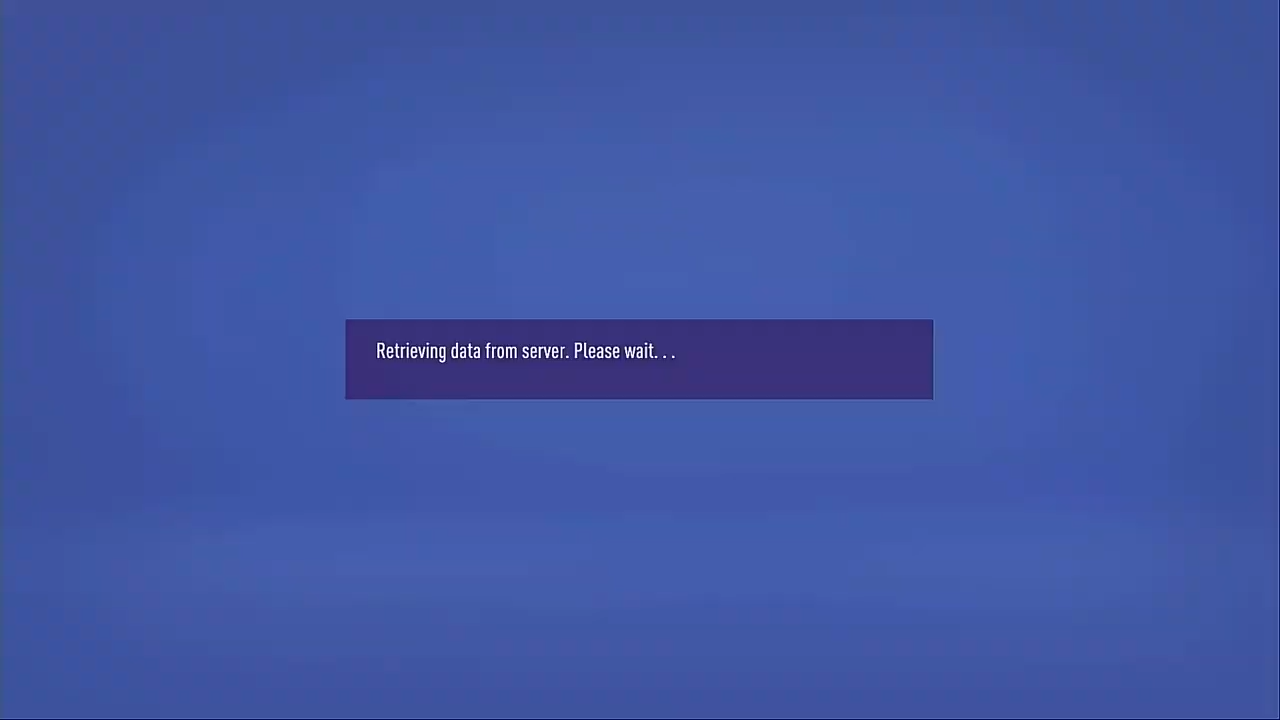 Retrieving data from server. Please wait. . .